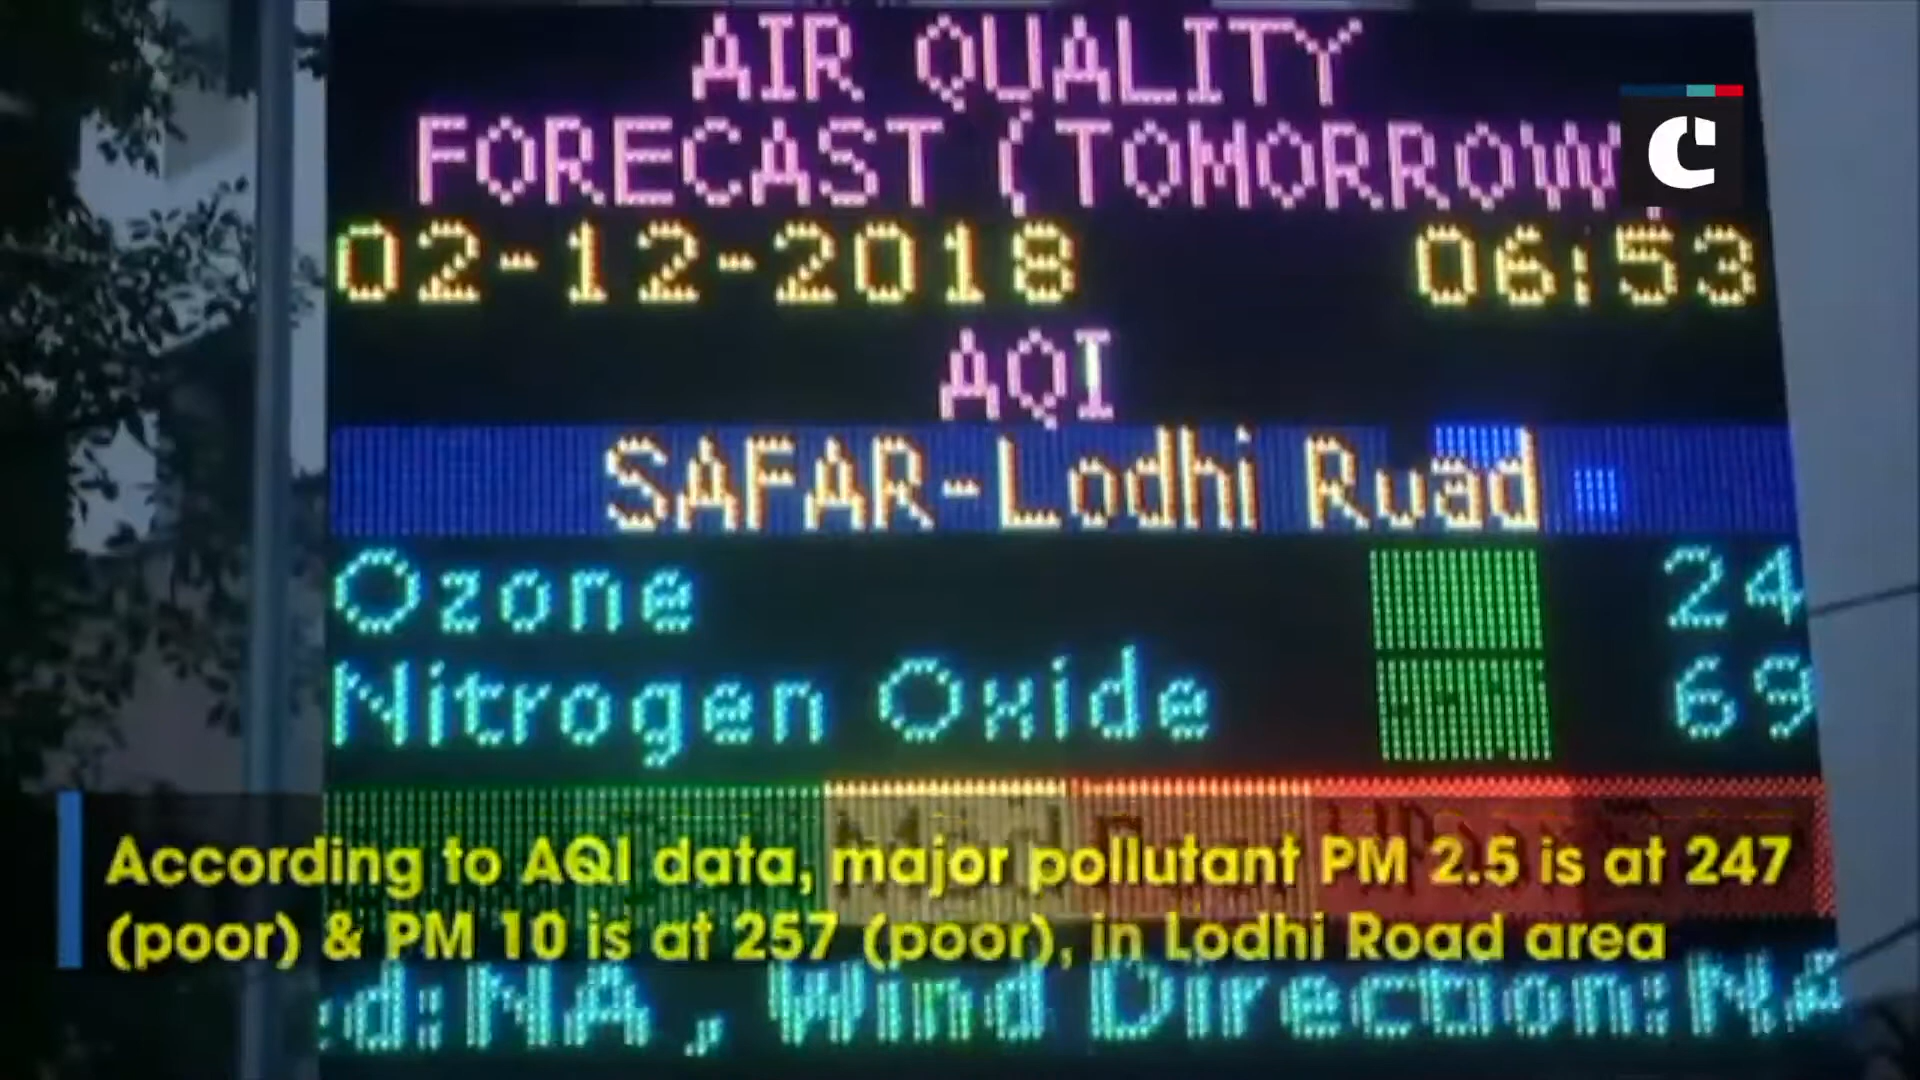 AIR QUALITY
FORECAST (TOMORROW
02-12-2018 06:53
AQI
SAFAR-Lodhi Road
Ozone 24
Nitrogen Oxide 69
According to AQI data, major pollutant PM 2.5 is at 247
(poor) & PM 10 is at 257 (poor), in Lodhi Road area
ed:NA, Wind Direction:NA